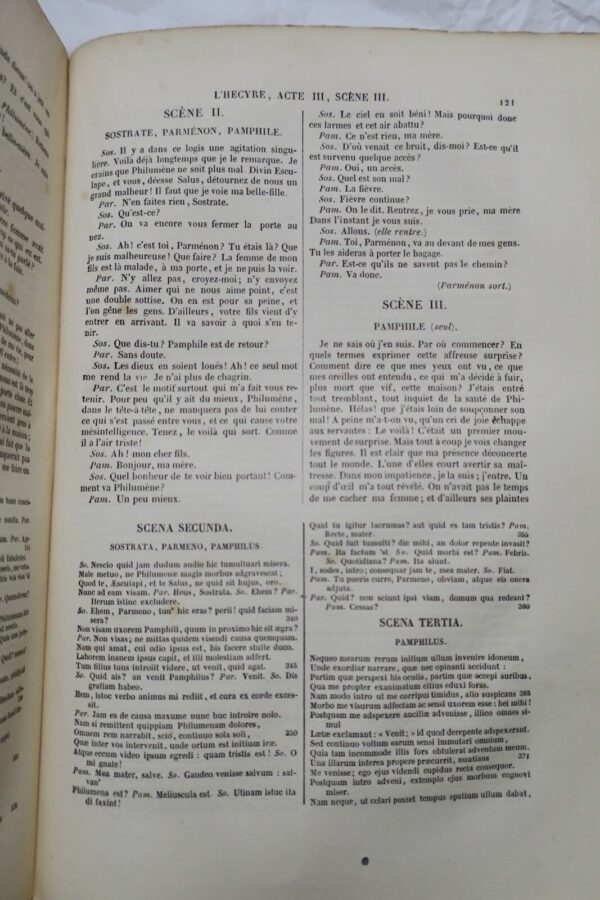 L'HECYRE, ACTE III, SCÈNE III.
121
SCÈNE II.
SOSTRATE, PARMÉNON, PAMPHILE.
Sos. Il y a dans ce logis une agitation singu-
lière. Voilà déjà longtemps que je le remarque. Je
crains que Philumène ne soit plus mal. Divin Escu-
lape, et vous, déesse Salus, détournez de nous un
grand malheur! Il faut que je voie ma belle-fille.
Par. N'en faites rien, Sostrate.
Sos. Qu'est-ce?
Par. On va encore vous fermer la porte au
nez.
Sos. Ah! c'est toi, Parménon? Tu étais là? Que
je suis malheureuse! Que faire? La femme de mon
fils est là malade, à ma porte, et je ne puis la voir.
Par. N'y allez pas, croyez-moi; n'y envoyez
même pas. Aimer qui ne nous aime point, c'est
une double sottise. On en est pour sa peine, et
l'on gêne les gens. D'ailleurs, votre fils vient d'y
entrer en arrivant. Il va savoir à quoi s'en te-
nir.
Sos. Que dis-tu? Pamphile est de retour?
Par. Sans doute.
Sos. Les dieux en soient loués! Ah! ce seul mot
me rend la vie Je n'ai plus de chagrin.
Par. C'est le motif surtout qui m'a fait vous re-
tenir. Pour peu qu'il y ait du mieux, Philumène,
dans le tête-à-tête, ne manquera pas de lui conter
ce qui s'est passé entre vous, et ce qui cause votre
mésintelligence. Tenez, le voilà qui sort. Comme
il a l'air triste!
Sos. Ah! mon cher fils.
Pam. Bonjour, ma mère.
Sos. Quel bonheur de te voir bien portant! Com-
ment va Philumène?
Pam. Un peu mieux.
Sos. Le ciel en soit béni! Mais pourquoi donc
ces larmes et cet air abattu?
Pam. Ce n'est rien, ma mère.
Sos. D'où venait ce bruit, dis-moi? Est-ce qu'il
est survenu quelque accès?
Pam. Oui, un accès.
Sos. Quel est son mal?
Pam. La fièvre.
Sos. Fièvre continue?
Pam. On le dit. Rentrez, je vous prie, ma mère
Dans l'instant je vous suis.
Sos. Allons. (elle rentre.)
Pam. Toi, Parménon, va au devant de mes gens.
Tu les aideras à porter le bagage.
Par. Est-ce qu'ils ne savent pas le chemin?
Pam. Va donc.
(Parménon sort.)
SCÈNE III.
PAMPHILE (seul).
Je ne sais où j'en suis. Par où commencer? En
quels termes exprimer cette affreuse surprise?
Comment dire ce que mes yeux ont vu, ce que
mes oreilles ont entendu, ce qui m'a décidé à fuir,
plus mort que vif, cette maison? J'étais entré
tout tremblant, tout inquiet de la santé de Phi-
lumène. Hélas! que j'étais loin de soupçonner son
mal! A peine m'a-t-on vu, qu'un cri de joie échappe
aux servantes : Le voilà! C'était un premier mou-
vement de surprise. Mais tout à coup je vois changer
les figures. Il est clair que ma présence déconcerte
tout le monde. L'une d'elles court avertir sa maî-
tresse. Dans mon impatience, je la suis; j'entre. Un
coup d'œil m'a tout révélé. On n'avait pas le temps
de me cacher ma femme; et d'ailleurs ses plaintes
SCENA SECUNDA.
SOSTRATA, PARMENO, PAMPHILUS.
So. Nescio quid jam dudum audio hic tumultuari misera.
Male metuo, ne Philumenæ magis morbus adgravescat;
Quod te, Æsculapi, et te Salus, ne quid sit hujus, oro.
Nunc ad eam visam. Par. Heus, Sostrata. So. Ehem? Par.
Iterum istinc excludere.
So. Ehem, Parmeno, tun' hic eras? perii! quid faciam mi-
sera? 340
Non visam uxorem Pamphili, quum in proximo hic sit ægra?
Par. Non visas; ne mittas quidem visendi causa quemquam.
Nam qui amat, cui odio ipsus est, bis facere stulte duco.
Laborem inanem ipsus capit, et illi molestiam adfert.
Tum filius tuus introiit videre, ut venit, quid agat. 345
So. Quid ais? an venit Pamphilus? Par. Venit. So. Dis
gratiam habeo.
Hem, istoc verbo animus mi rediit, et cura ex corde exces-
sit.
Par. Jam ea de causa maxume nunc huc introire nolo.
Nam si remittent quippiam Philumenam dolores,
Omnem rem narrabit, scio, continuo sola soli, 350
Quæ inter vos intervenit, unde ortum est initium iræ.
Atque eccum video ipsum egredi : quam tristis est! So. O
mi gnate!
Pam. Mea mater, salve. So. Gaudeo venisse salvum : sal-
van'
Philumena est? Pam. Meliuscula est. So. Utinam istuc ita
di faxint!
Quid tu igitur lacrumas? aut quid es tam tristis? Pam.
Recte, mater. 355
So. Quid fuit tumulti? dic mihi, an dolor repente invasit?
Pam. Ita factum 'st So. Quid morbi est? Pam. Febris.
So. Quotidiana? Pam. Ita aiunt.
I, sodes, intro; consequar jam te, mea mater. So. Fiat.
Pam. Tu pueris curre, Parmeno, obviam, atque eis onera
adjuta.
Par. Quid? non sciunt ipsi viam, domum qua redeant?
Pam. Cessas? 360
SCENA TERTIA.
PAMPHILUS.
Nequeo mearum rerum initium ullum invenire idoneum,
Unde exordiar narrare, quæ nec opinanti accidunt :
Partim quæ perspexi his oculis, partim quæ accepi auribus,
Qua me propter exanimatum citius eduxi foras.
Nam modo intro ut me corripui timidus, alio suspicans 365
Morbo me visurum adfectam ac sensi uxorem esse : hei mihi!
Postquam me adspexere ancillæ advenisse, illico omnes si-
mul
Lætæ exclamant: « Venit; » id quod derepente adspexerant.
Sed continuo voltum earum sensi immutari omnium,
Quia tam incommode illis fors obtulerat adventum meum.
Una illarum interea propere præcurrit, nuntians 371
Me venisse; ego ejus videndi cupidus recta consequor.
Postquam intro adveni, extemplo ejus morbum cognovi
miser.
Nam neque, ut celari posset tempus spatium ullum dabat,